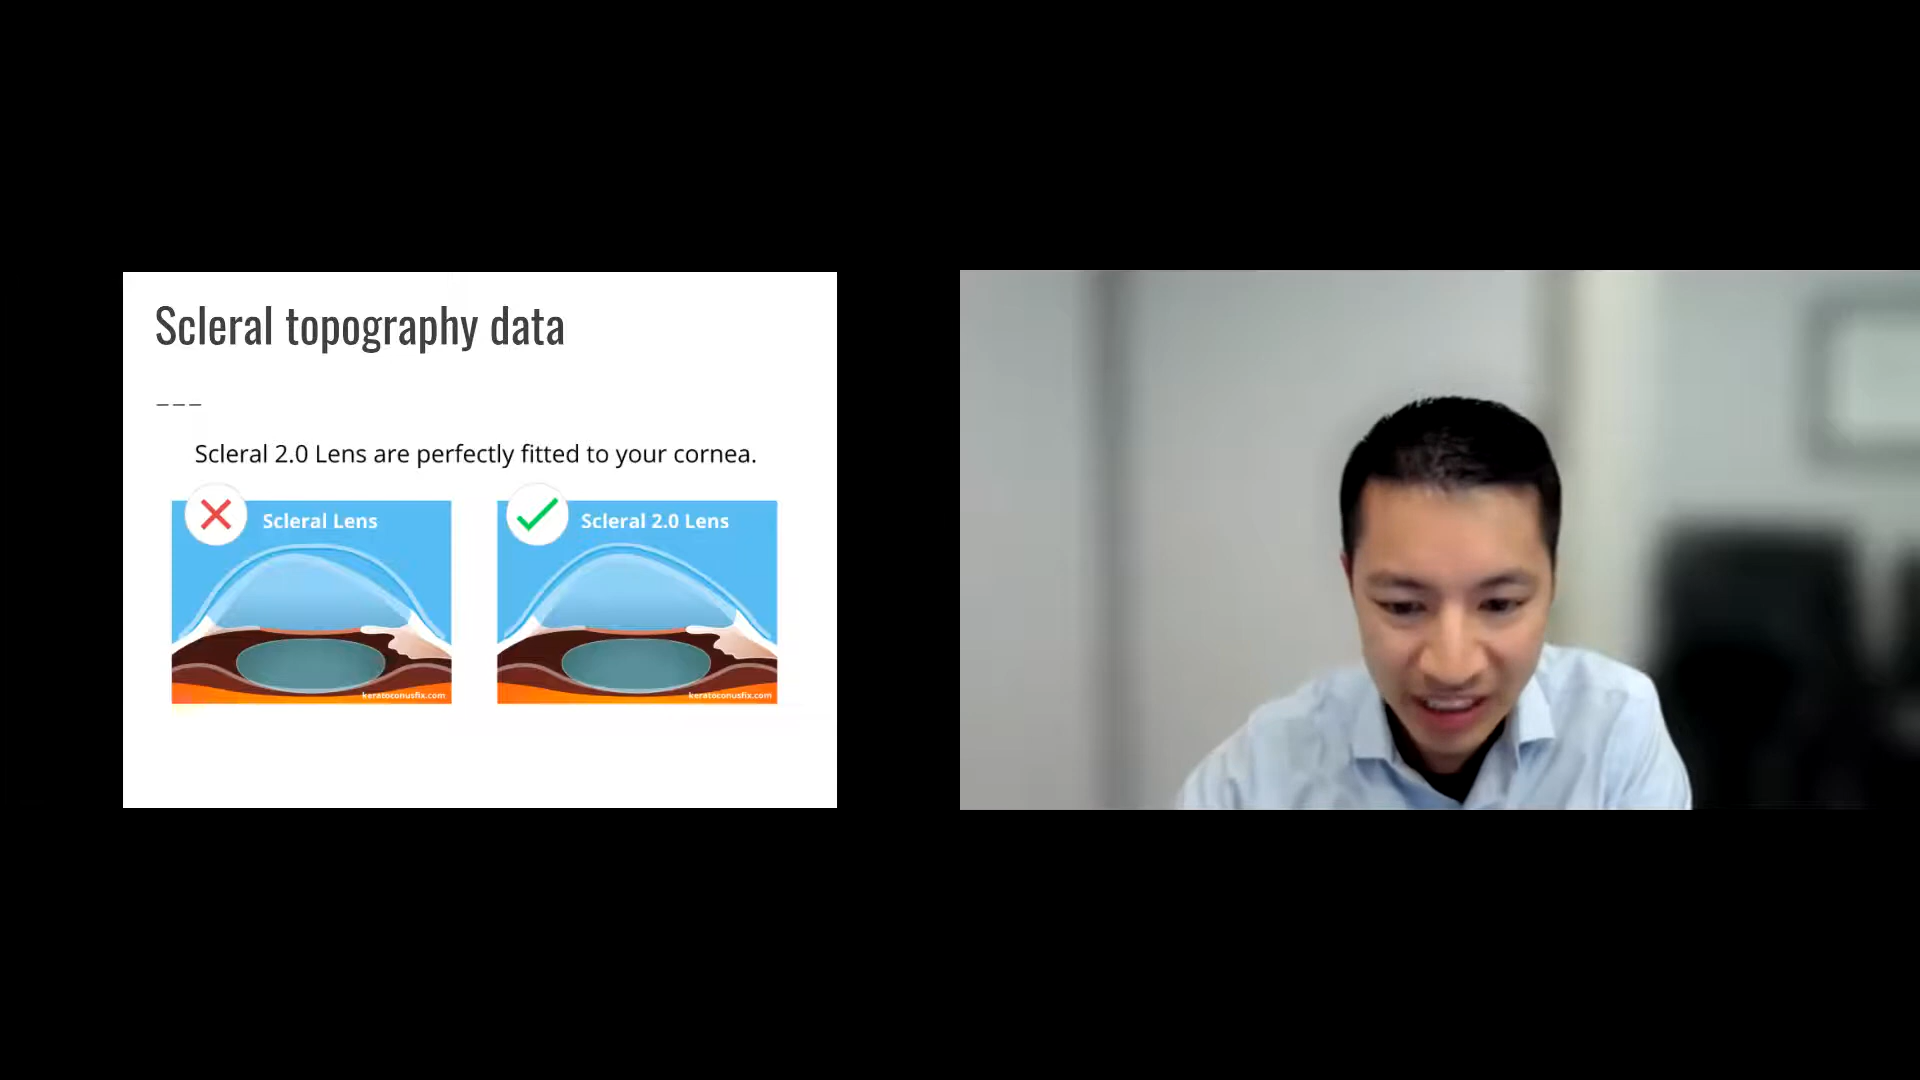 Scleral topography data
Scleral 2.0 Lens are perfectly fitted to your cornea.
Scleral Lens
Scleral 2.0 Lens
keratoconusfix.com
keratoconusfix.com